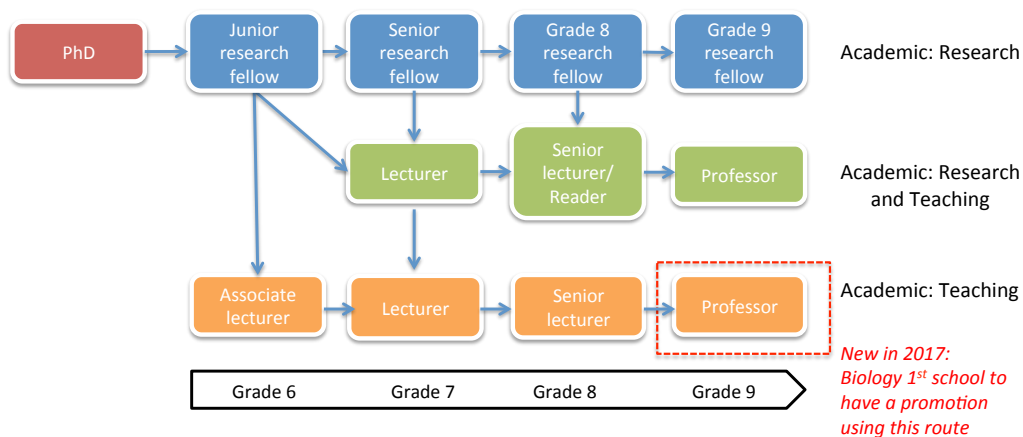 PhD
Junior
research
fellow
Senior
research
fellow
Grade 8
research
fellow
Grade 9
research
fellow
Academic: Research
Lecturer
Senior
lecturer/
Reader
Professor
Academic: Research
and Teaching
Associate
lecturer
Lecturer
Senior
lecturer
Professor
Academic: Teaching
New in 2017:
Biology 1st school to
have a promotion
using this route
Grade 6
Grade 7
Grade 8
Grade 9